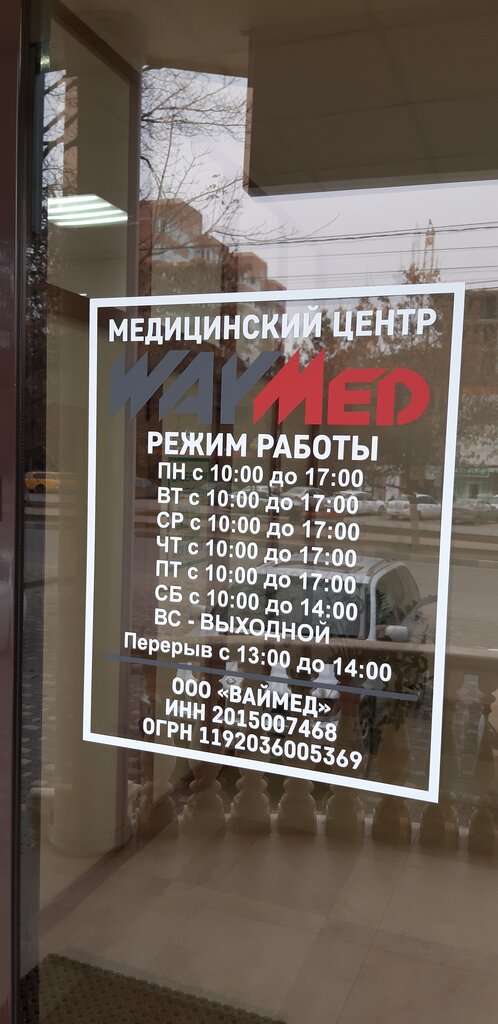 МЕДИЦИНСКИЙ ЦЕНТР
WAYMED
РЕЖИМ РАБОТЫ
ПН с 10:00 до 17:00
ВТ с 10:00 до 17:00
СР с 10:00 до 17:00
ЧТ с 10:00 до 17:00
ПТ с 10:00 до 17:00
СБ с 10:00 до 14:00
ВС - ВЫХОДНОЙ
Перерыв с 13:00 до 14:00
ООО «ВАЙМЕД»
ИНН 2015007468
ОГРН 1192036005369